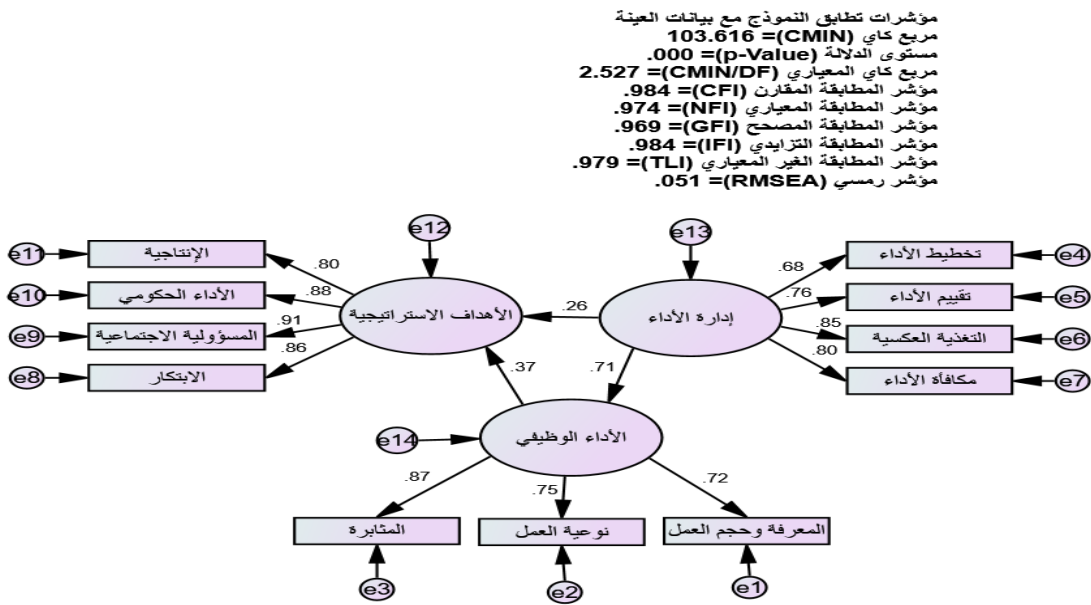 مؤشرات تطابق النموذج مع بيانات العينة
مربع كاي (CMIN)= 103.616
مستوى الدلالة (p-Value)= .000
مربع كاي المعياري (CMIN/DF)= 2.527
مؤشر المطابقة المقارن (CFI)= .984
مؤشر المطابقة المعياري (NFI)= .974
مؤشر المطابقة المصحح (GFI)= .969
مؤشر المطابقة التزايدي (IFI)= .984
مؤشر المطابقة الغير المعياري (TLI)= .979
مؤشر رمسي (RMSEA)= .051
e12
e13
e11
الإنتاجية
.80
e10
الأداء الحكومي
.88
e9
المسؤولية الاجتماعية
.91
e8
الابتكار
.86
الأهداف الاستراتيجية
.26
إدارة الأداء
.68
تخطيط الأداء
e4
.76
تقييم الأداء
e5
.85
التغذية العكسية
e6
.80
مكافأة الأداء
e7
.37
.71
e14
الأداء الوظيفي
.87
.75
.72
المثابرة
نوعية العمل
المعرفة وحجم العمل
e3
e2
e1